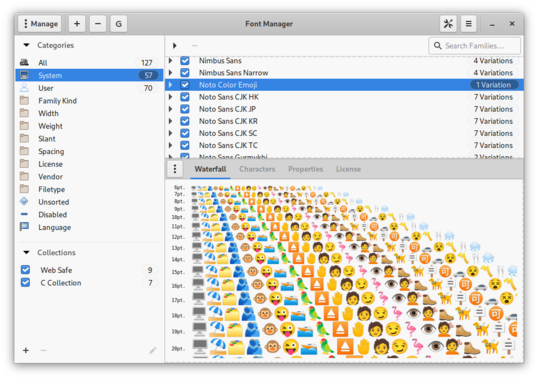 Manage
+
−
G
Font Manager
Search Families...
Categories
All 127
System 57
User 70
Family Kind
Width
Weight
Slant
Spacing
License
Vendor
Filetype
Unsorted
Disabled
Language
Collections
Web Safe 9
C Collection 7
Nimbus Sans 4 Variations
Nimbus Sans Narrow 4 Variations
Noto Color Emoji 1 Variation
Noto Sans CJK HK 7 Variations
Noto Sans CJK JP 7 Variations
Noto Sans CJK KR 7 Variations
Noto Sans CJK SC 7 Variations
Noto Sans CJK TC 7 Variations
Noto Sans Gurmukhi 2 Variations
Waterfall Characters Properties License
6pt.
7pt.
8pt.
9pt.
10pt.
11pt.
12pt.
13pt.
14pt.
15pt.
16pt.
17pt.
18pt.
19pt.
20pt.